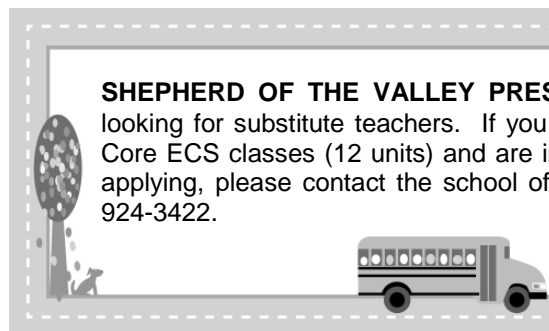 SHEPHERD OF THE VALLEY PRES
looking for substitute teachers. If you
Core ECS classes (12 units) and are i
applying, please contact the school of
924-3422.